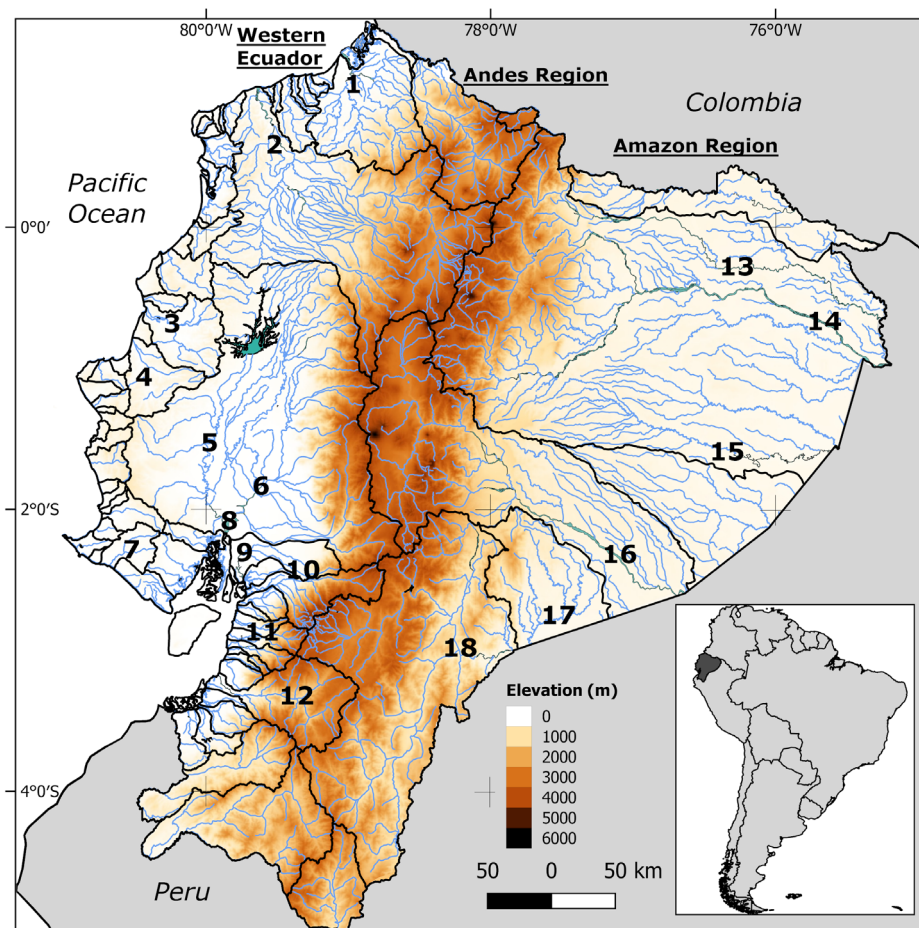 80°0′W
78°0′W
76°0′W
Western
Ecuador
1
Andes Region
Colombia
2
Amazon Region
Pacific
Ocean
0°0′
13
3
14
4
5
15
6
2°0′S
8
7
9
16
10
17
11
18
12
Elevation (m)
0
1000
2000
3000
4000
5000
6000
4°0′S
50 0 50 km
Peru